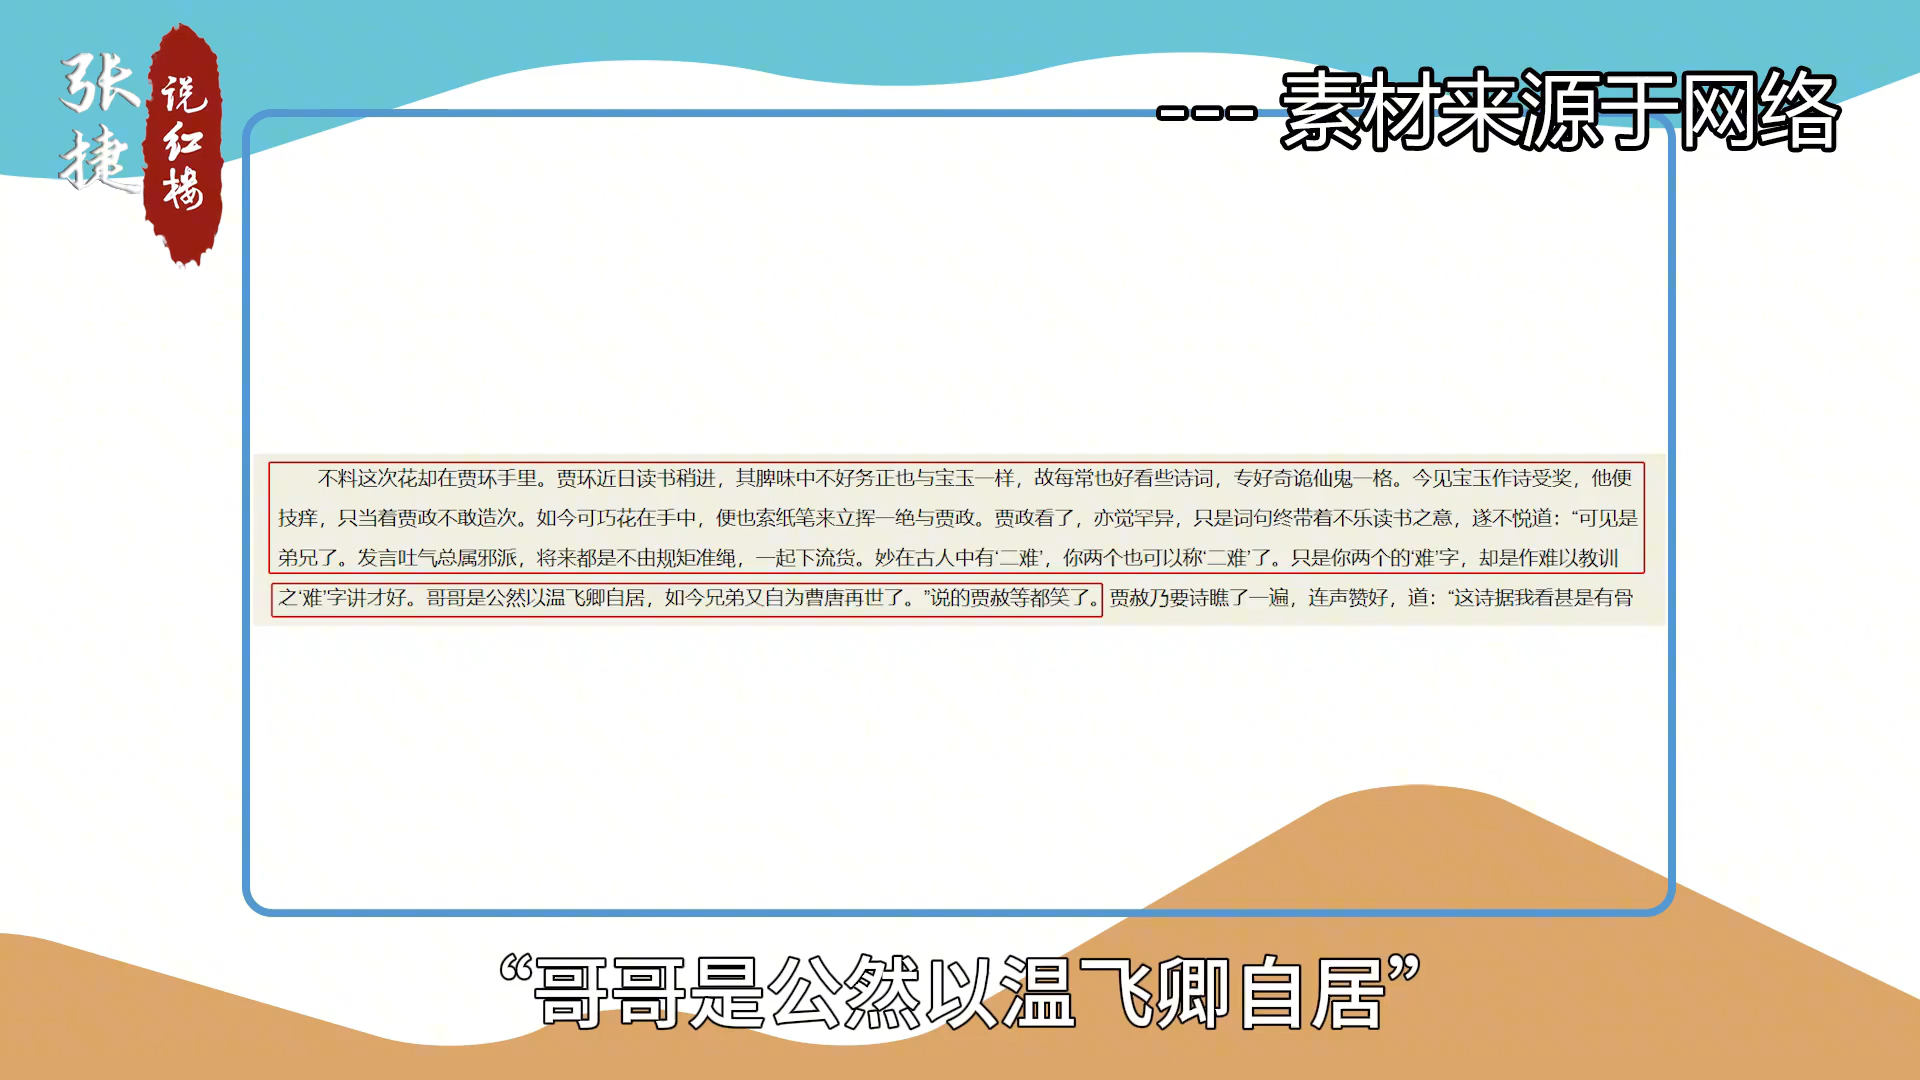 张捷
说红楼
--- 素材来源于网络
不料这次花却在贾环手里。贾环近日读书稍进，其脾味中不好务正也与宝玉一样，故每常也好看些诗词，专好奇诡仙鬼一格。今见宝玉作诗受奖，他便
技痒，只当着贾政不敢造次。如今可巧花在手中，便也索纸笔来立挥一绝与贾政。贾政看了，亦觉罕异，只是词句终带着不乐读书之意，遂不悦道：“可见是
弟兄了。发言吐气总属邪派，将来都是不由规矩准绳，一起下流货。妙在古人中有‘二难’，你两个也可以称‘二难’了。只是你两个的‘难’字，却是作难以教训
之‘难’字讲才好。哥哥是公然以温飞卿自居，如今兄弟又自为曹唐再世了。”说的贾赦等都笑了。贾赦乃要诗瞧了一遍，连声赞好，道：“这诗据我看甚是有骨
“哥哥是公然以温飞卿自居”